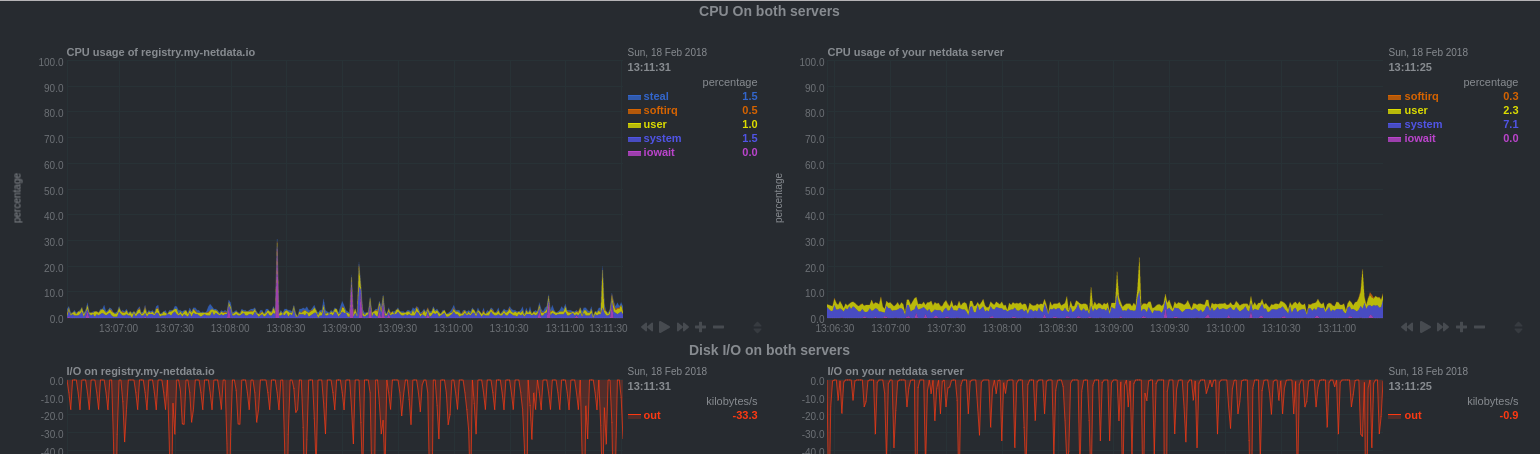 CPU On both servers
CPU usage of registry.my-netdata.io
Sun, 18 Feb 2018
13:11:31
percentage
steal 1.5
softirq 0.5
user 1.0
system 1.5
iowait 0.0
percentage
100.0
90.0
80.0
70.0
60.0
50.0
40.0
30.0
20.0
10.0
0.0
13:07:00 13:07:30 13:08:00 13:08:30 13:09:00 13:09:30 13:10:00 13:10:30 13:11:00 13:11:30
CPU usage of your netdata server
Sun, 18 Feb 2018
13:11:25
percentage
softirq 0.3
user 2.3
system 7.1
iowait 0.0
percentage
100.0
90.0
80.0
70.0
60.0
50.0
40.0
30.0
20.0
10.0
0.0
13:06:30 13:07:00 13:07:30 13:08:00 13:08:30 13:09:00 13:09:30 13:10:00 13:10:30 13:11:00
Disk I/O on both servers
I/O on registry.my-netdata.io
Sun, 18 Feb 2018
13:11:31
kilobytes/s
out -33.3
0.0
-10.0
-20.0
-30.0
-40.0
I/O on your netdata server
Sun, 18 Feb 2018
13:11:25
kilobytes/s
out -0.9
0.0
-10.0
-20.0
-30.0
-40.0